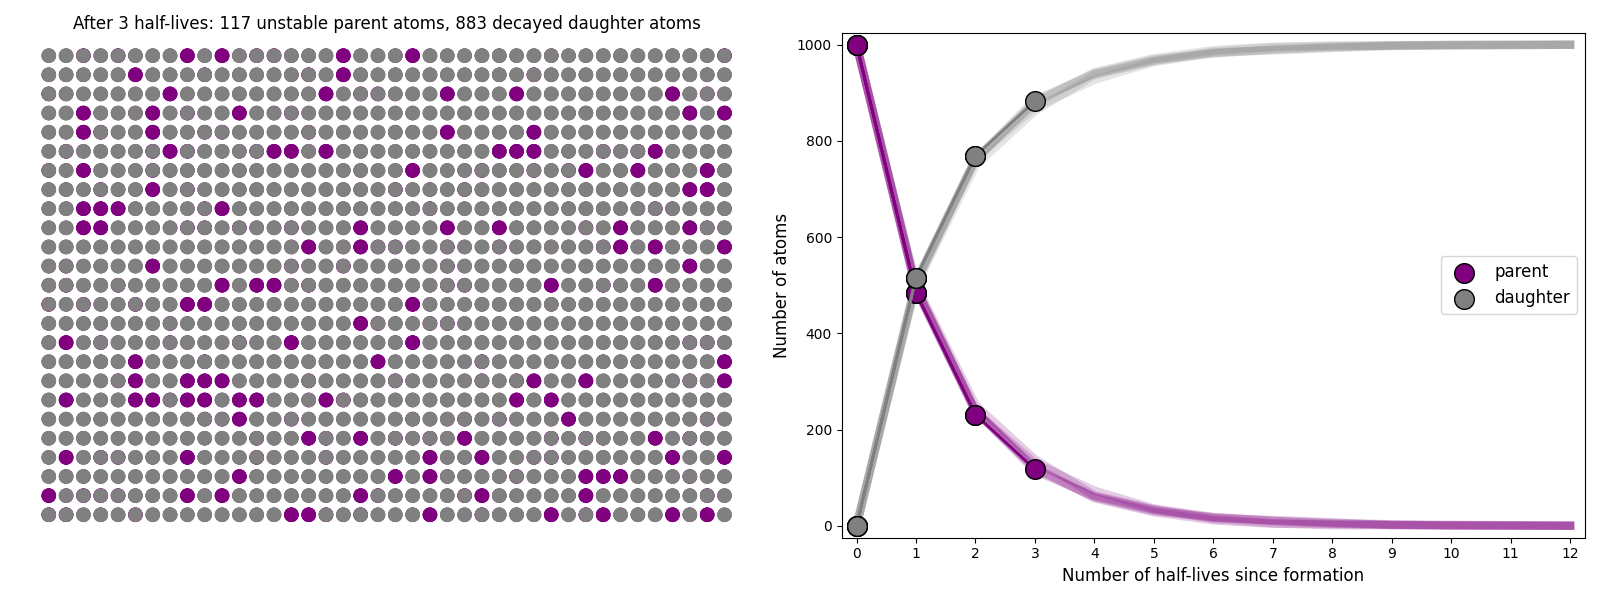 After 3 half-lives: 117 unstable parent atoms, 883 decayed daughter atoms
1000
800
600
400
200
0
Number of atoms
parent
daughter
0 1 2 3 4 5 6 7 8 9 10 11 12
Number of half-lives since formation